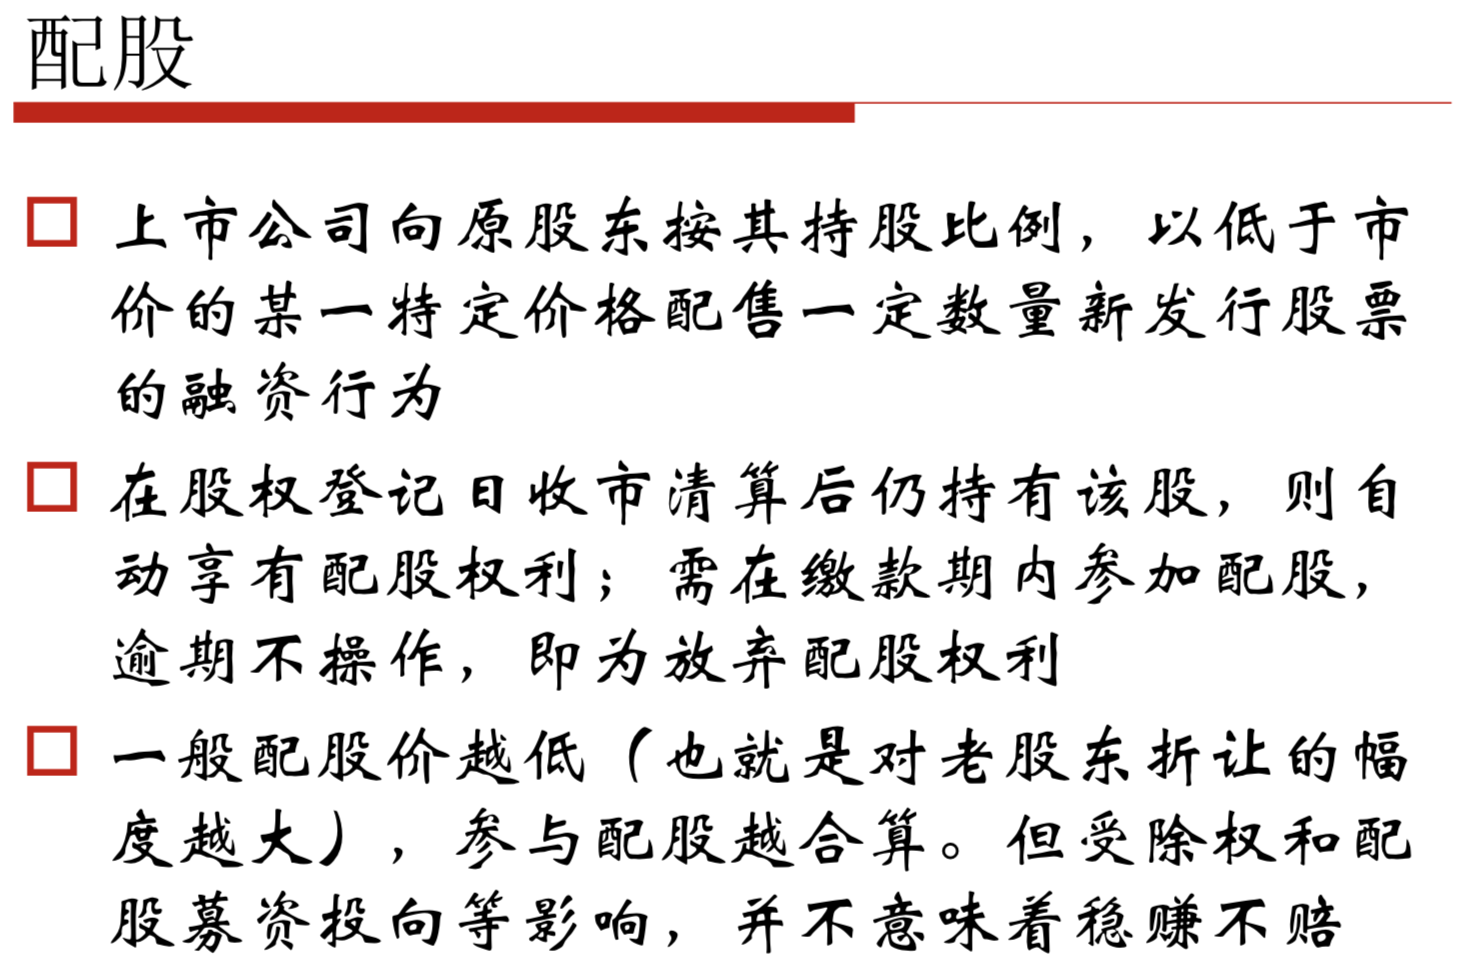 配股
上市公司向原股东按其持股比例，以低于市
价的某一特定价格配售一定数量新发行股票
的融资行为
在股权登记日收市清算后仍持有该股，则自
动享有配股权利；需在缴款期内参加配股，
逾期不操作，即为放弃配股权利
一般配股价越低（也就是对老股东折让的幅
度越大），参与配股越合算。但受除权和配
股募资投向等影响，并不意味着稳赚不赔